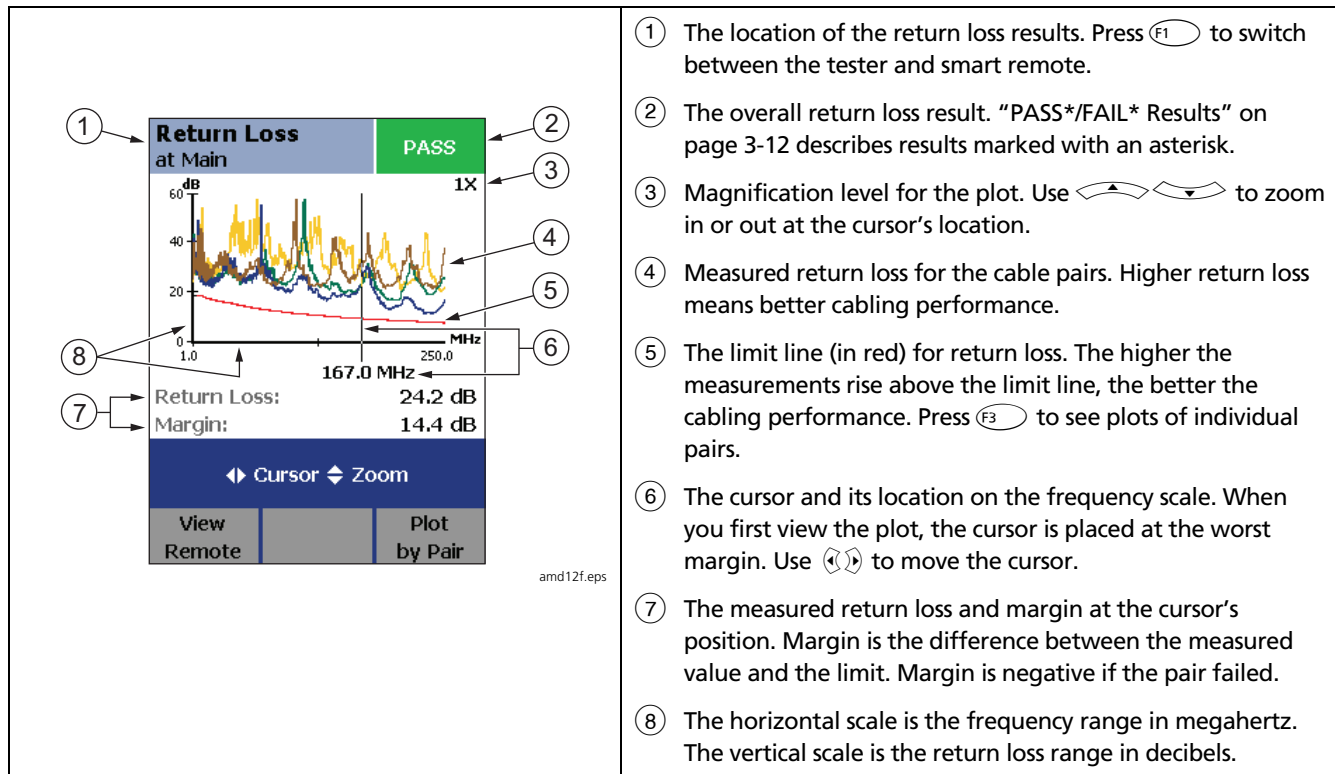 Return Loss
at Main
PASS
1X
dB
60
40
20
0
1.0
MHz
250.0
167.0 MHz
Return Loss: 24.2 dB
Margin: 14.4 dB
Cursor Zoom
View
Remote
Plot
by Pair
1
2
3
4
5
6
7
8
amd12f.eps
1 The location of the return loss results. Press F1 to switch
between the tester and smart remote.
2 The overall return loss result. “PASS*/FAIL* Results” on
page 3-12 describes results marked with an asterisk.
3 Magnification level for the plot. Use to zoom
in or out at the cursor’s location.
4 Measured return loss for the cable pairs. Higher return loss
means better cabling performance.
5 The limit line (in red) for return loss. The higher the
measurements rise above the limit line, the better the
cabling performance. Press F3 to see plots of individual
pairs.
6 The cursor and its location on the frequency scale. When
you first view the plot, the cursor is placed at the worst
margin. Use to move the cursor.
7 The measured return loss and margin at the cursor’s
position. Margin is the difference between the measured
value and the limit. Margin is negative if the pair failed.
8 The horizontal scale is the frequency range in megahertz.
The vertical scale is the return loss range in decibels.